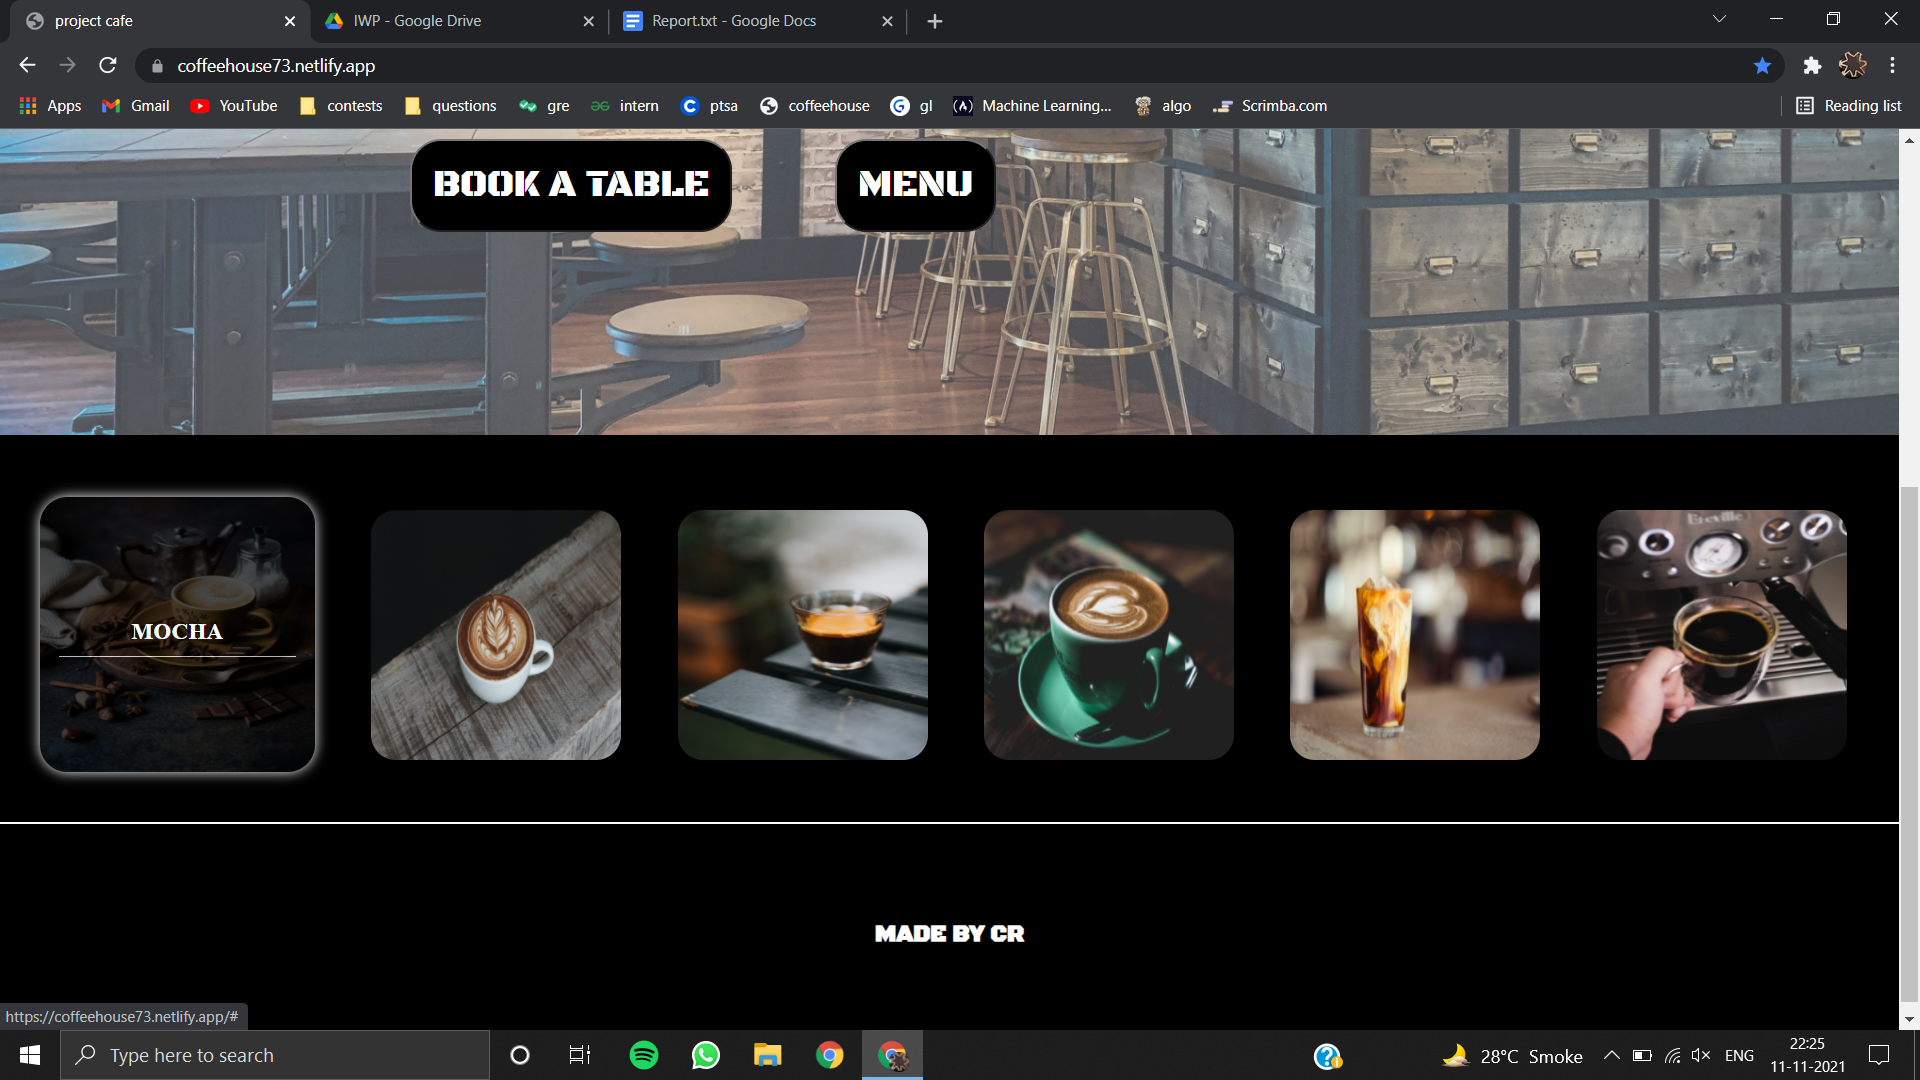 project cafe
IWP - Google Drive
Report.txt - Google Docs
coffeehouse73.netlify.app
Apps
Gmail
YouTube
contests
questions
gre
intern
ptsa
coffeehouse
gl
Machine Learning...
algo
Scrimba.com
Reading list
BOOK A TABLE
MENU
MOCHA
Breville
MADE BY CR
https://coffeehouse73.netlify.app/#
Type here to search
28°C Smoke
ENG
22:25
11-11-2021